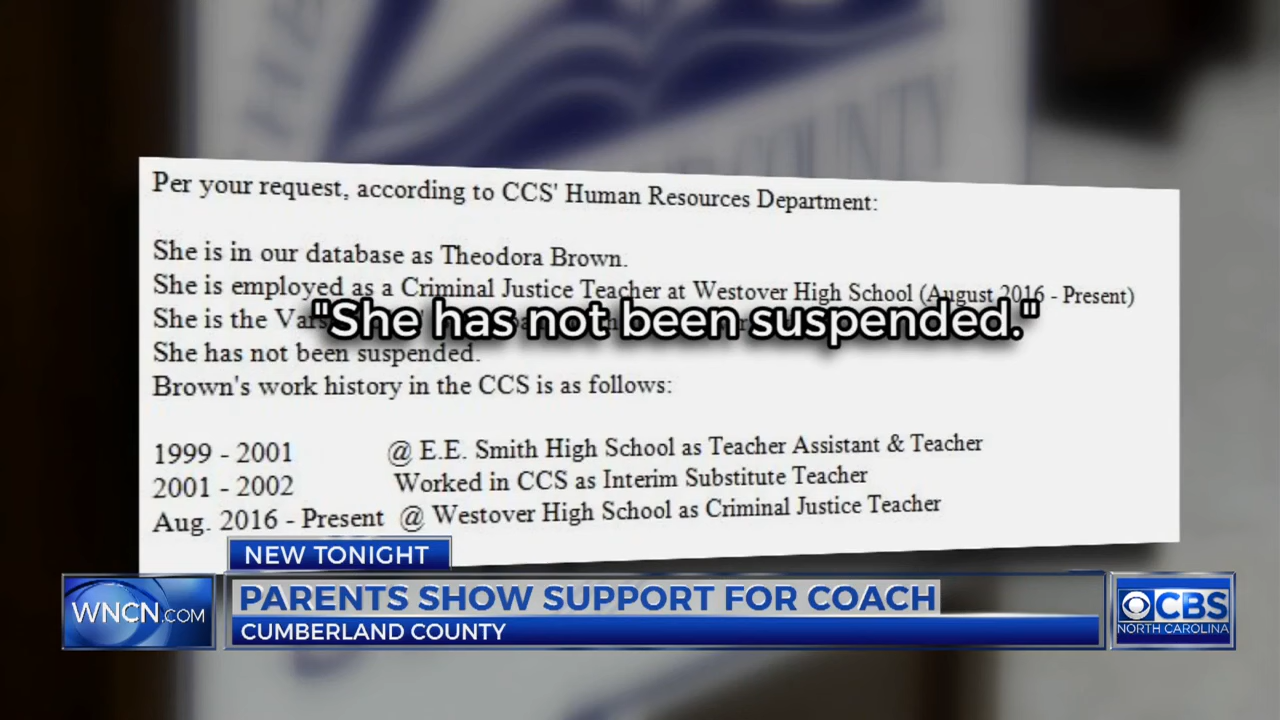 COUNTY
Per your request, according to CCS' Human Resources Department:
She is in our database as Theodora Brown.
She is employed as a Criminal Justice Teacher at Westover High School (August 2016 - Present)
She is the
"She has not been suspended."
She has not been suspended.
Brown's work history in the CCS is as follows:
1999 - 2001 @ E.E. Smith High School as Teacher Assistant & Teacher
2001 - 2002 Worked in CCS as Interim Substitute Teacher
Aug. 2016 - Present @ Westover High School as Criminal Justice Teacher
NEW TONIGHT
PARENTS SHOW SUPPORT FOR COACH
CUMBERLAND COUNTY
WNCN.COM
CBS
NORTH CAROLINA